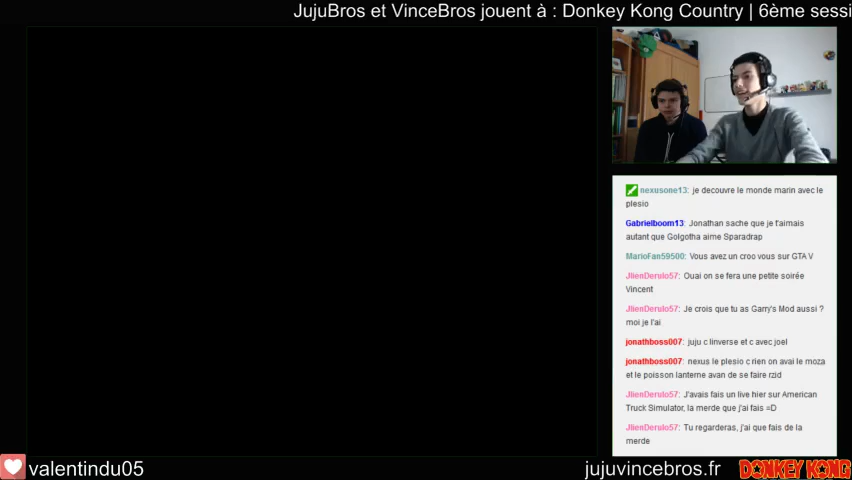 JujuBros et VinceBros jouent à : Donkey Kong Country | 6ème sessi
nexusone13: je decouvre le monde marin avec le
plesio
Gabrielboom13: Jonathan sache que je t'aimais
autant que Golgotha aime Sparadrap
MarioFan59500: Vous avez un croo vous sur GTA V
JlienDerulo57: Ouai on se fera une petite soirée
Vincent
JlienDerulo57: Je crois que tu as Garry's Mod aussi ?
moi je l'ai
jonathboss007: juju c linverse et c avec joel
jonathboss007: nexus le plesio c rien on avai le moza
et le poisson lanterne avan de se faire rzid
JlienDerulo57: J'avais fais un live hier sur American
Truck Simulator, la merde que j'ai fais =D
JlienDerulo57: Tu regarderas, j'ai que fais de la
merde
valentindu05
jujuvincebros.fr
DONKEY KONG